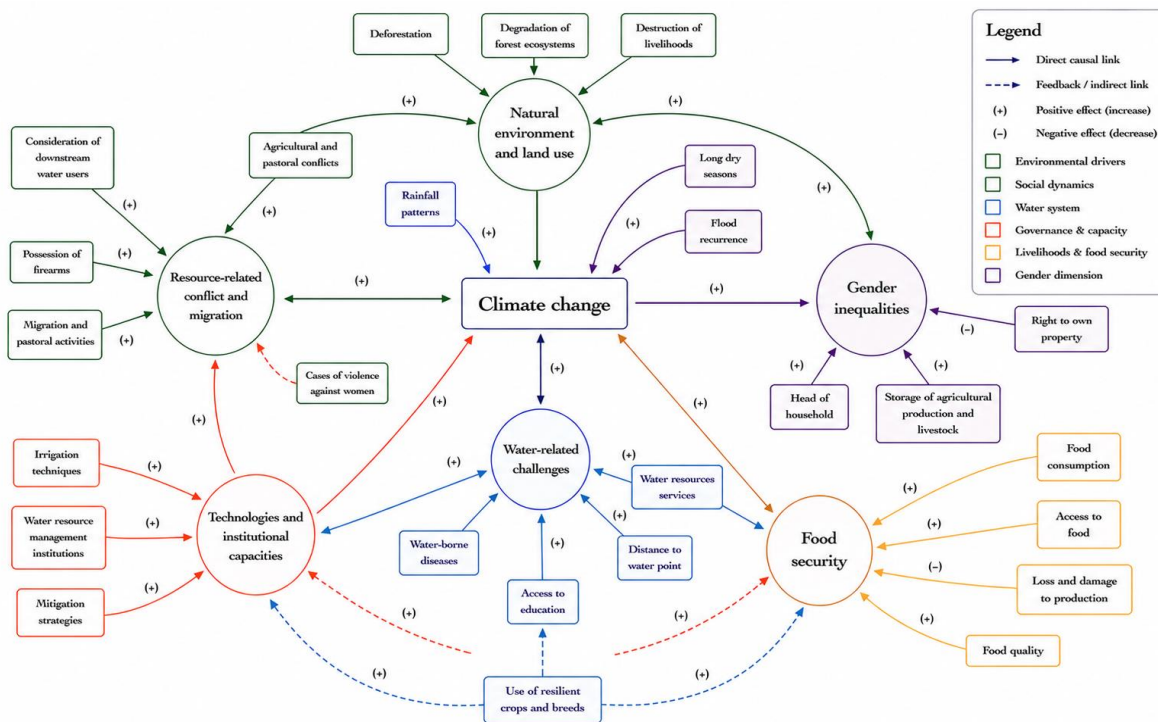 Deforestation
Degradation of
forest ecosystems
Destruction of
livelihoods
Legend
Direct causal link
Feedback / indirect link
(+) Positive effect (increase)
(−) Negative effect (decrease)
Environmental drivers
Social dynamics
Water system
Governance & capacity
Livelihoods & food security
Gender dimension
(+)
(+)
Natural
environment
and land use
Consideration of
downstream
water users
Agricultural and
pastoral conflicts
Long dry
seasons
(+)
Rainfall
patterns
(+)
(+)
(+)
(+)
Flood
recurrence
Possession of
firearms
(+)
Resource-related
conflict and
migration
(+)
Climate change
(+)
Gender
inequalities
Migration and
pastoral activities
(+)
Right to own
property
(−)
Cases of violence
against women
(+)
(+)
(+)
Head of
household
Storage of agricultural
production and
livestock
(+)
(+)
(+)
Irrigation
techniques
(+)
Water-related
challenges
(+)
(+)
Water resources
services
Food
consumption
(+)
Water resource
management
institutions
(+)
Technologies and
institutional
capacities
Water-borne
diseases
(+)
(+)
Distance to
water point
Food
security
Access to
food
(+)
Loss and damage
to production
(−)
Mitigation
strategies
(+)
Access to
education
(+)
(+)
Food quality
(+)
(+)
Use of resilient
crops and breeds
(+)